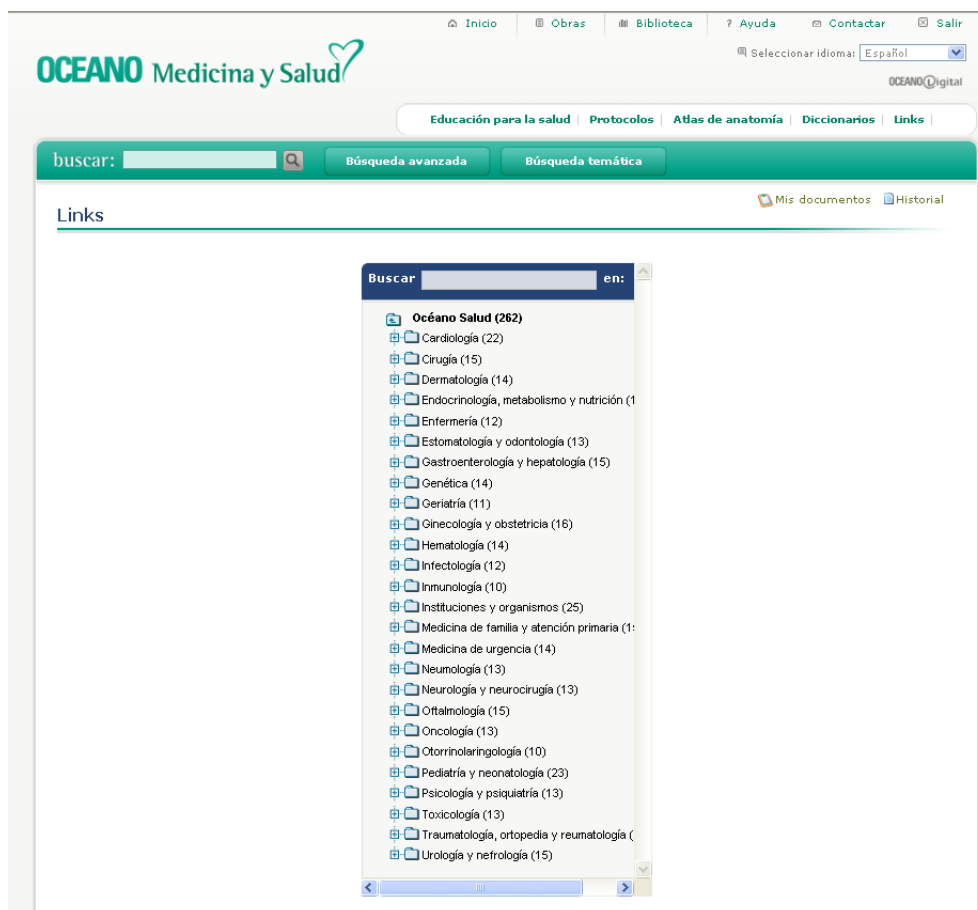 Inicio Obras Biblioteca ? Ayuda Contactar Salir
Seleccionar idioma: Español
OCEANO Medicina y Salud
OCEANO Digital
Educación para la salud | Protocolos | Atlas de anatomía | Diccionarios | Links |
buscar: Búsqueda avanzada Búsqueda temática
Mis documentos Historial
Links
Buscar en:
Océano Salud (262)
Cardiología (22)
Cirugía (15)
Dermatología (14)
Endocrinología, metabolismo y nutrición (1
Enfermería (12)
Estomatología y odontología (13)
Gastroenterología y hepatología (15)
Genética (14)
Geriatría (11)
Ginecología y obstetricia (16)
Hematología (14)
Infectología (12)
Inmunología (10)
Instituciones y organismos (25)
Medicina de familia y atención primaria (1
Medicina de urgencia (14)
Neumología (13)
Neurología y neurocirugía (13)
Oftalmología (15)
Oncología (13)
Otorrinolaringología (10)
Pediatría y neonatología (23)
Psicología y psiquiatría (13)
Toxicología (13)
Traumatología, ortopedia y reumatología (
Urología y nefrología (15)